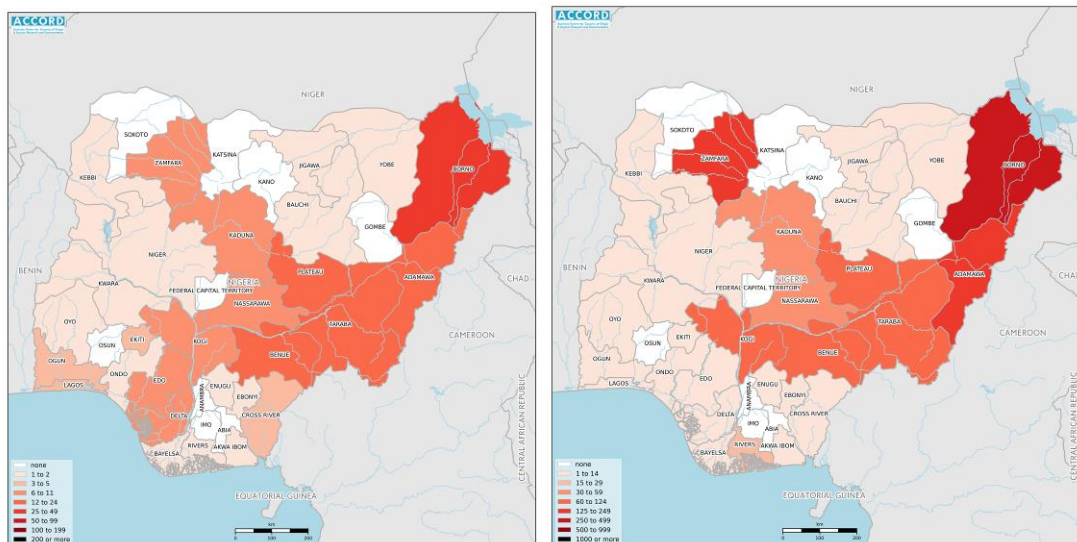 ACCORD
NIGER
SOKOTO
KATSINA
ZAMFARA
KANO
JIGAWA
YOBE
BORNO
KEBBI
BAUCHI
GOMBE
KADUNA
NIGER
PLATEAU
ADAMAWA
BENIN
CHAD
KWARA
NIGERIA
FEDERAL CAPITAL TERRITORY
NASSARAWA
TARABA
OYO
OSUN
EKITI
KOGI
BENUE
CAMEROON
OGUN
ONDO
EDO
LAGOS
ENUGU
ANAMBRA
EBONYI
DELTA
CROSS RIVER
IMO
ABIA
RIVERS
AKWA IBOM
BAYELSA
CENTRAL AFRICAN REPUBLIC
EQUATORIAL GUINEA
none
1 to 2
3 to 5
6 to 11
12 to 24
25 to 49
50 to 99
100 to 199
200 or more
km
0 100 200
ACCORD
NIGER
SOKOTO
KATSINA
ZAMFARA
KANO
JIGAWA
YOBE
BORNO
KEBBI
BAUCHI
GOMBE
KADUNA
NIGER
PLATEAU
ADAMAWA
BENIN
CHAD
KWARA
NIGERIA
FEDERAL CAPITAL TERRITORY
NASSARAWA
TARABA
OYO
OSUN
EKITI
KOGI
BENUE
CAMEROON
OGUN
ONDO
EDO
LAGOS
ENUGU
ANAMBRA
EBONYI
DELTA
CROSS RIVER
IMO
ABIA
RIVERS
AKWA IBOM
BAYELSA
CENTRAL AFRICAN REPUBLIC
EQUATORIAL GUINEA
none
1 to 14
15 to 29
30 to 59
60 to 124
125 to 249
250 to 499
500 to 999
1000 or more
km
0 100 200